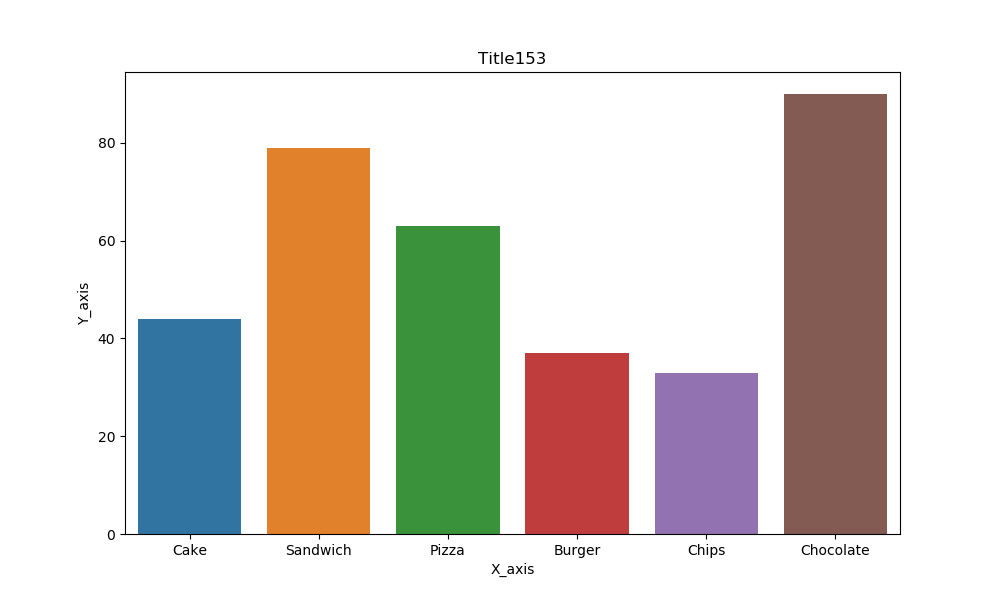 Title153
Y_axis
80
60
40
20
0
Cake Sandwich Pizza Burger Chips Chocolate
X_axis